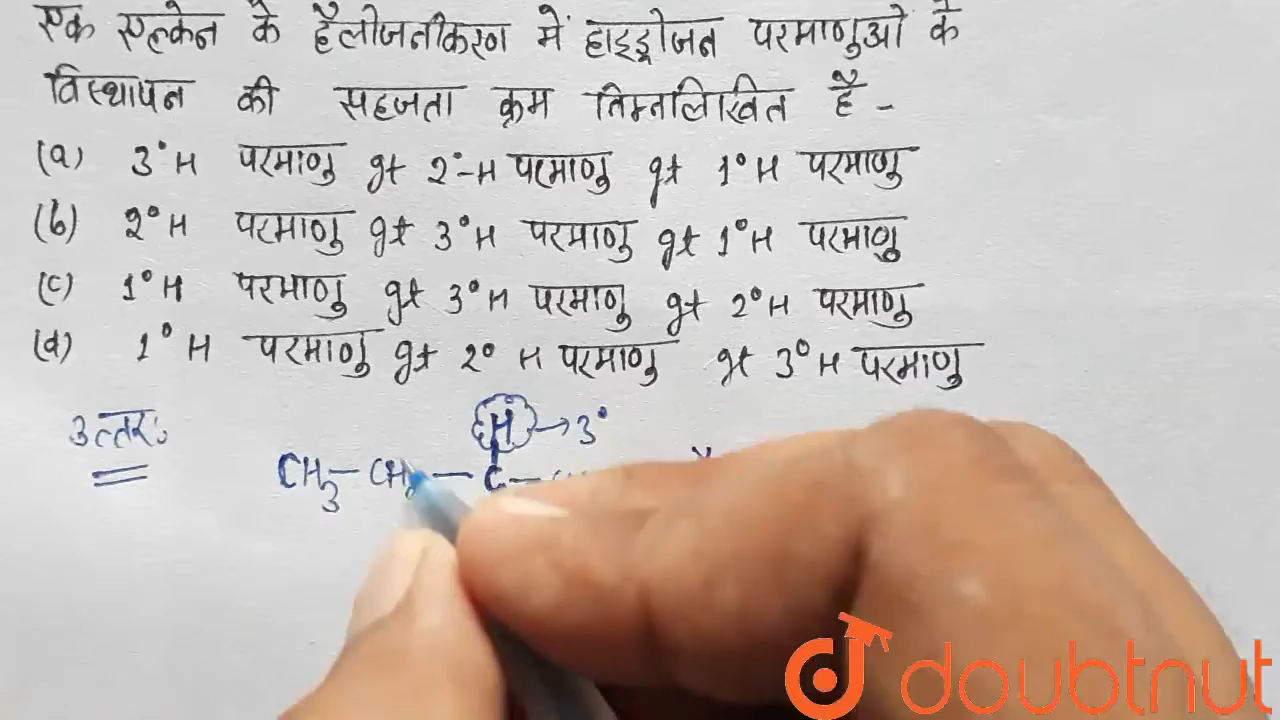 एक एल्केन के हैलोजनीकरण में हाइड्रोजन परमाणुओं के
विस्थापन की सहजता क्रम निम्नलिखित है -
(a) 3°H परमाणु gt 2°-H परमाणु gt 1°H परमाणु
(b) 2°H परमाणु gt 3°H परमाणु gt 1°H परमाणु
(c) 1°H परमाणु gt 3°H परमाणु gt 2°H परमाणु
(d) 1°H परमाणु gt 2°H परमाणु gt 3°H परमाणु
उत्तर:
H → 3°
CH3 — CH2 — C —
doubtnut